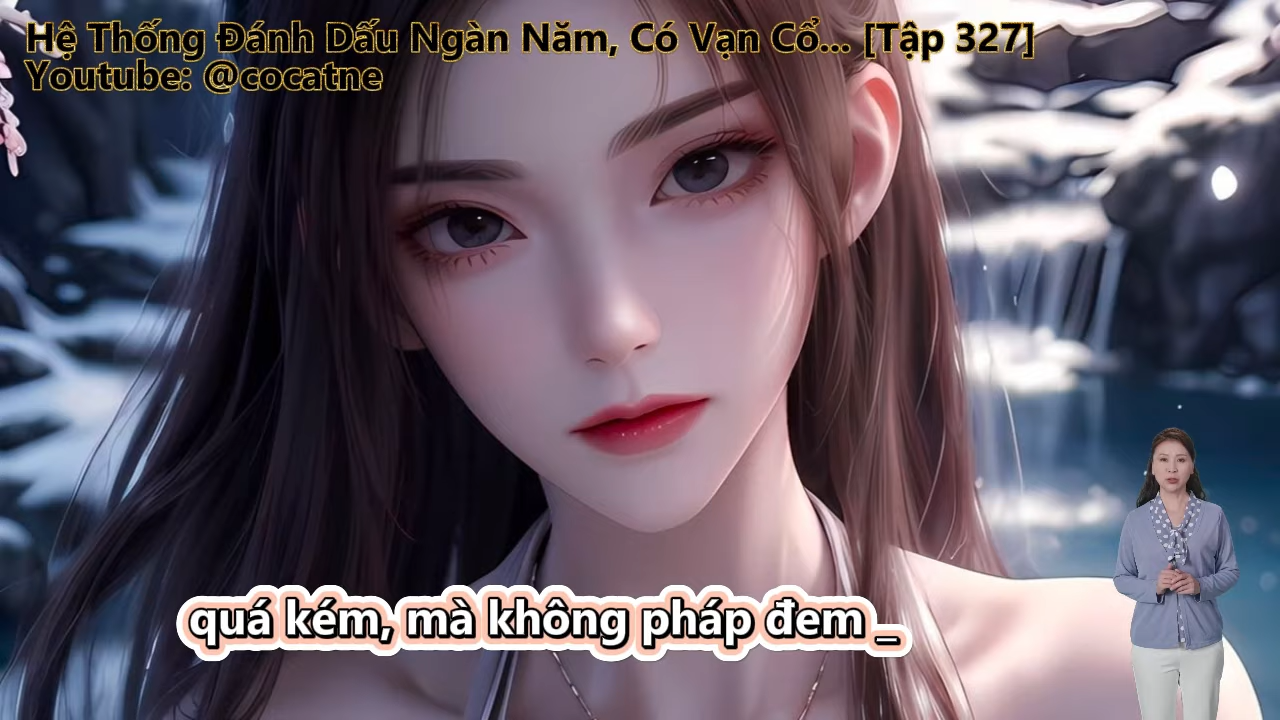 Hệ Thống Đánh Dấu Ngàn Năm, Có Vạn Cổ... [Tập 327]
Youtube: @cocatne
quá kém, mà không pháp đem _